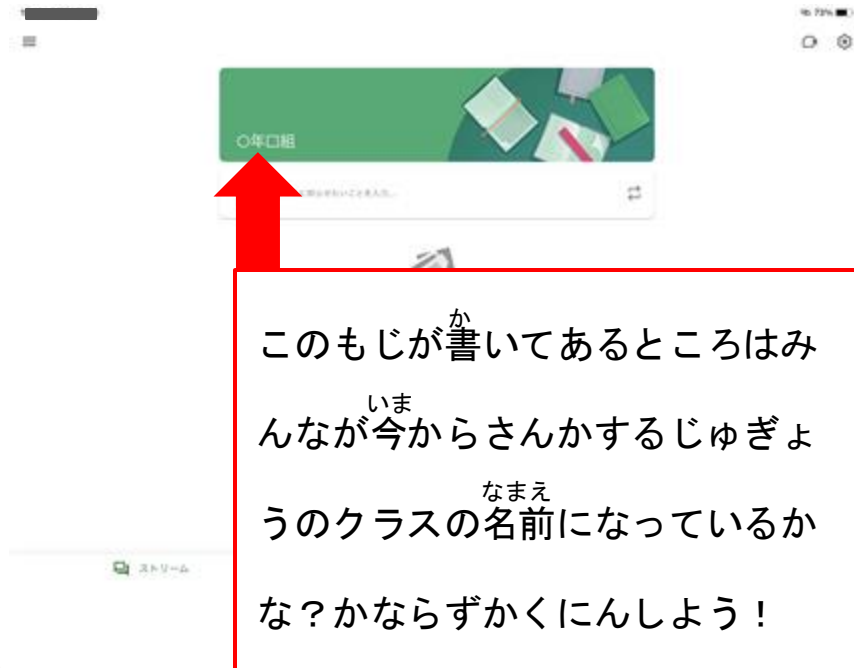 73%
〇年口組
このもじが書いてあるところはみ
んなが今からさんかするじゅぎょ
うのクラスの名前になっているか
な？かならずかくにんしよう！
ストリーム